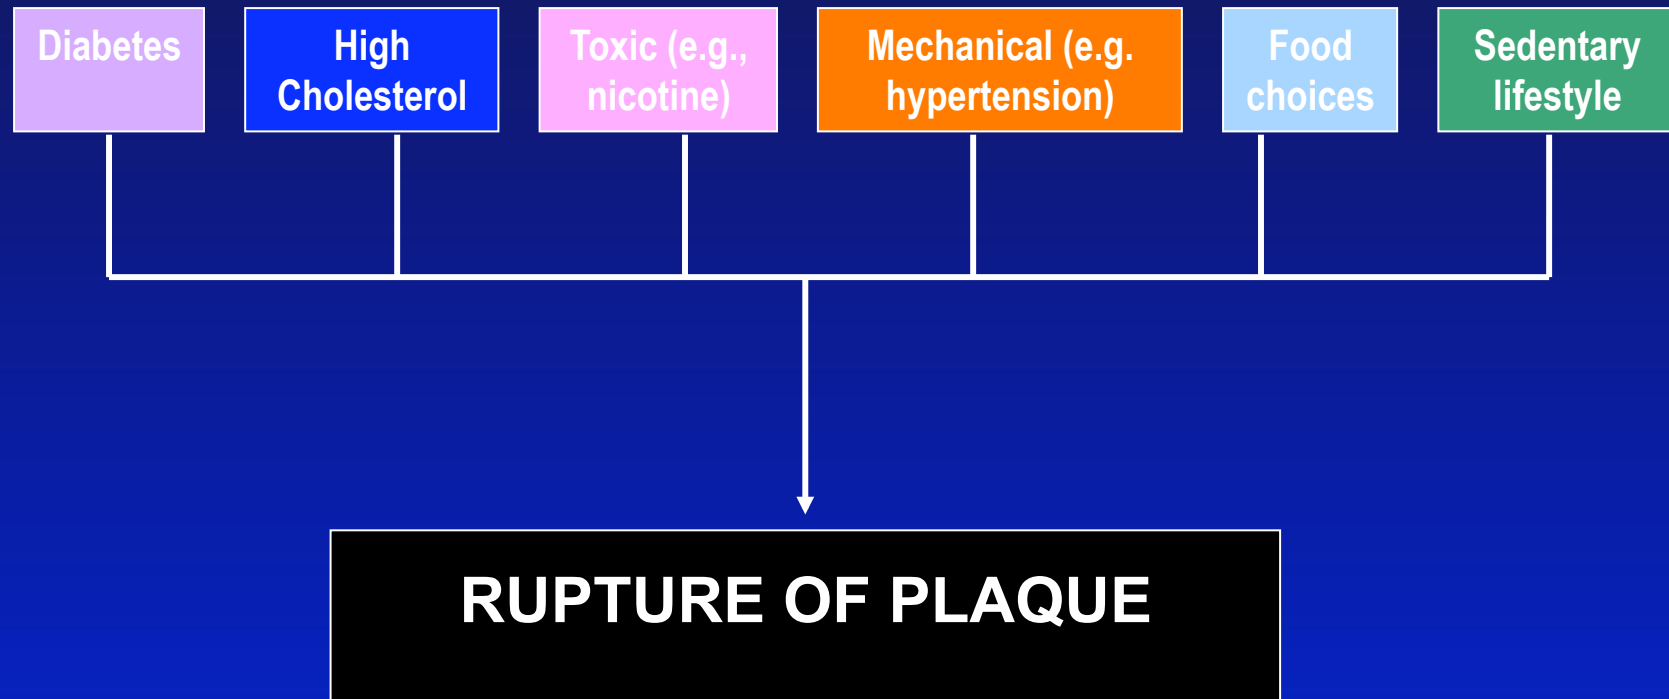 Diabetes
High
Cholesterol
Toxic (e.g.,
nicotine)
Mechanical (e.g.
hypertension)
Food
choices
Sedentary
lifestyle
RUPTURE OF PLAQUE